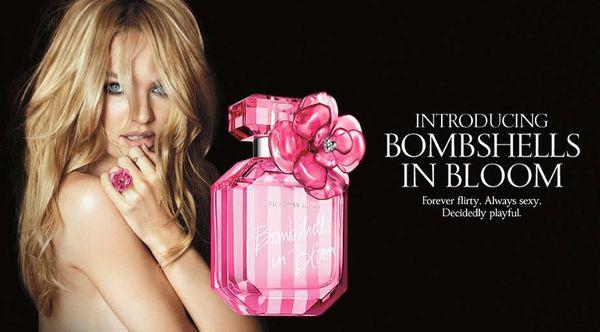 INTRODUCING
BOMBSHELLS
IN BLOOM
Forever flirty. Always sexy.
Decidedly playful.
VICTORIA'S SECRET
Bombshells
in Bloom